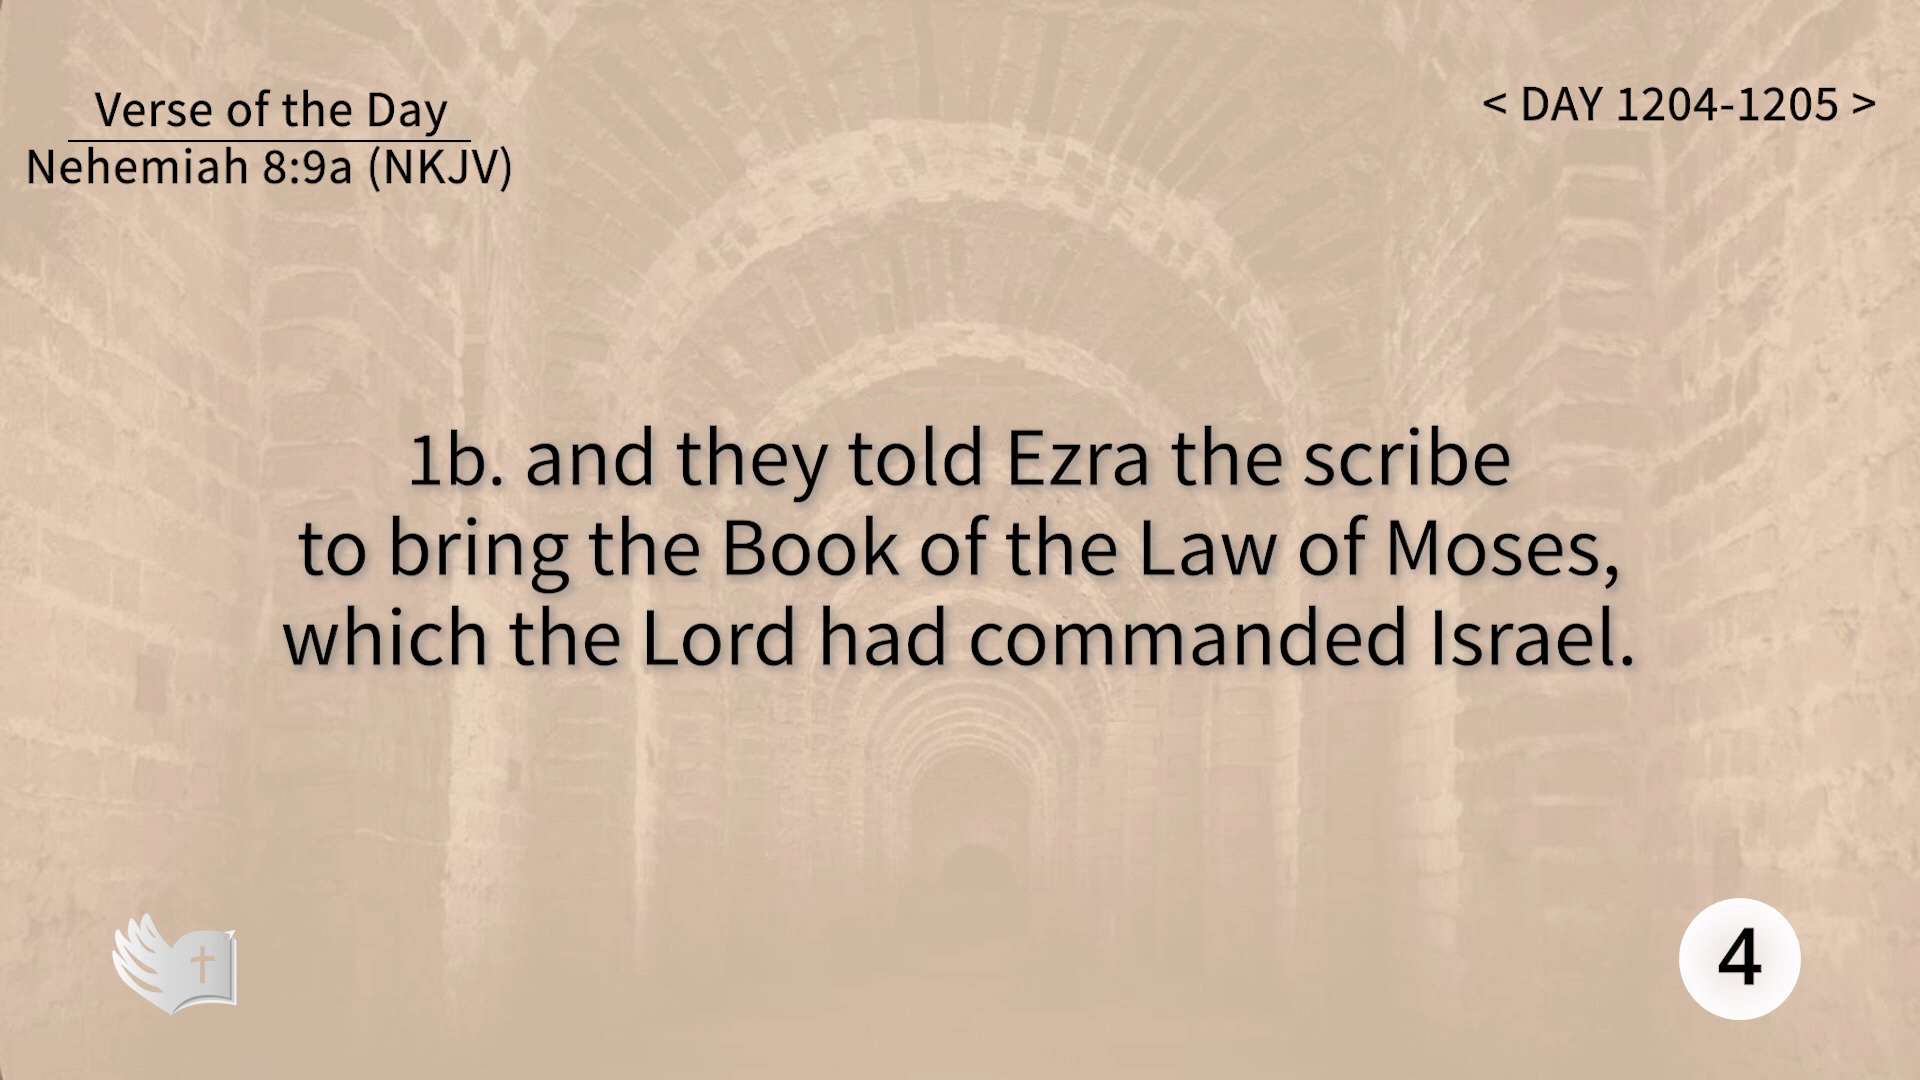 Verse of the Day
Nehemiah 8:9a (NKJV)
< DAY 1204-1205 >
1b. and they told Ezra the scribe
to bring the Book of the Law of Moses,
which the Lord had commanded Israel.
4